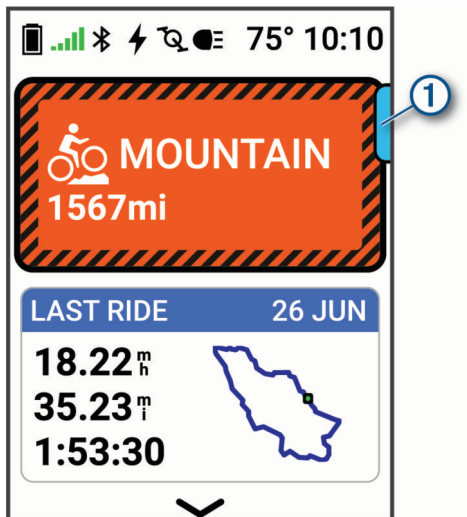 75° 10:10
1
MOUNTAIN
1567mi
LAST RIDE 26 JUN
18.22 mh
35.23 mi
1:53:30